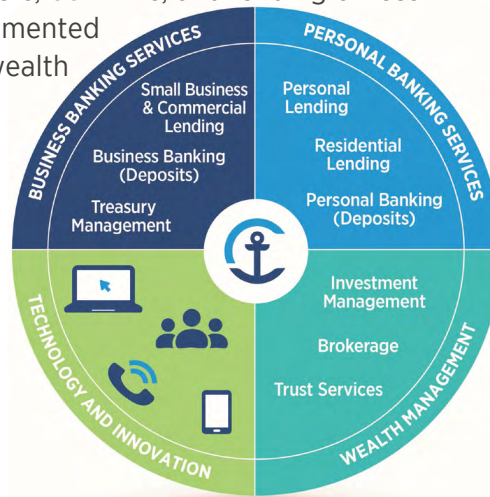 mented
wealth
BUSINESS BANKING SERVICES
Small Business
& Commercial
Lending
Business Banking
(Deposits)
Treasury
Management
PERSONAL BANKING SERVICES
Personal
Lending
Residential
Lending
Personal Banking
(Deposits)
TECHNOLOGY AND INNOVATION
WEALTH MANAGEMENT
Investment
Management
Brokerage
Trust Services